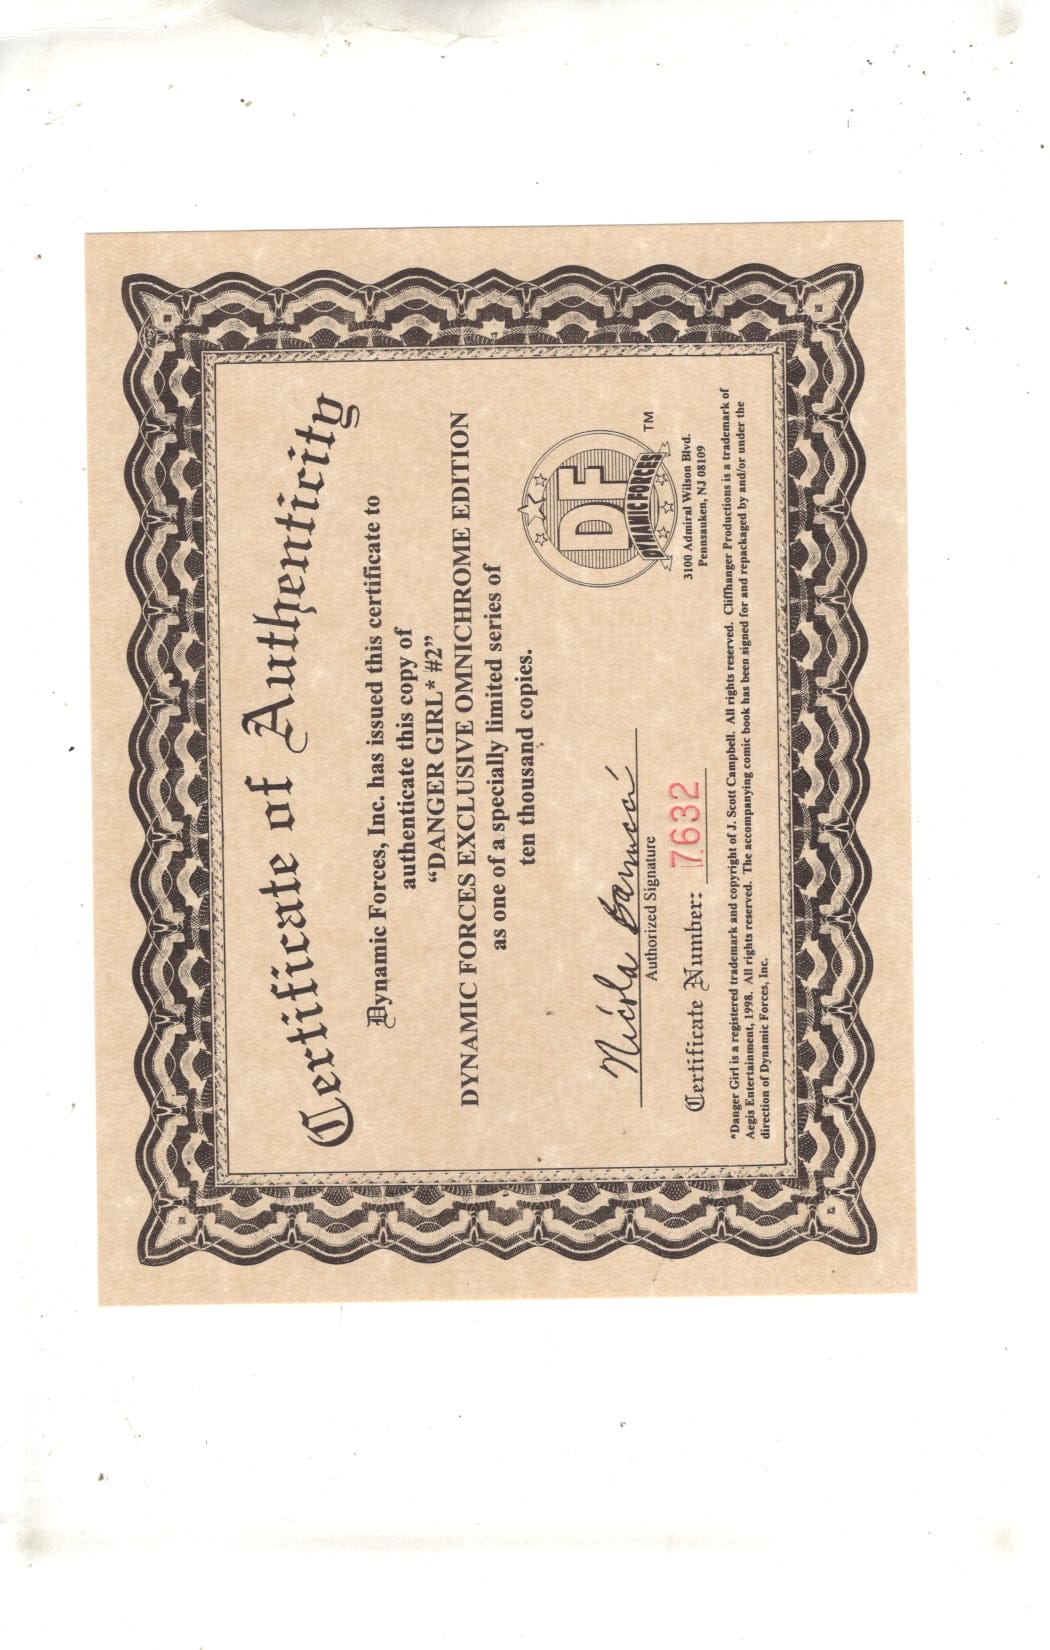 Certificate of Authenticity
Dynamic Forces, Inc. has issued this certificate to
authenticate this copy of
“DANGER GIRL* #2”
DYNAMIC FORCES EXCLUSIVE OMNICHROME EDITION
as one of a specially limited series of
ten thousand copies.
Nicola
Authorized Signature
Certificate Number: 7632
DF
DYNAMIC FORCES
TM
3100 Admiral Wilson Blvd.
Pennsauken, NJ 08109
*Danger Girl is a registered trademark and copyright of J. Scott Campbell. All rights reserved. Cliffhanger Productions is a trademark of
Aegis Entertainment, 1998. All rights reserved. The accompanying comic book has been signed for and repackaged by and/or under the
direction of Dynamic Forces, Inc.